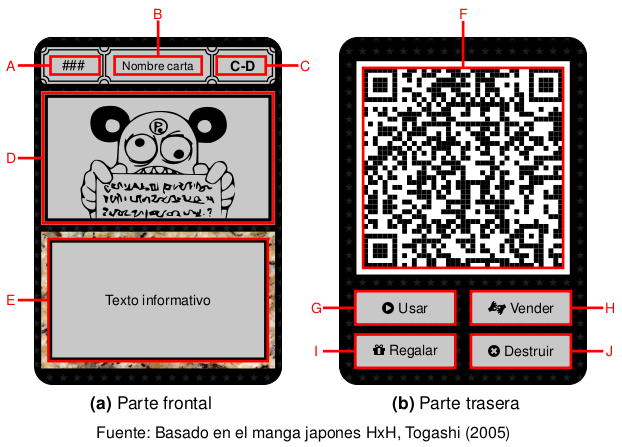 B
F
A
###
Nombre carta
C-D
C
D
E
Texto informativo
G
Usar
Vender
H
I
Regalar
Destruir
J
(a) Parte frontal
(b) Parte trasera
Fuente: Basado en el manga japones HxH, Togashi (2005)